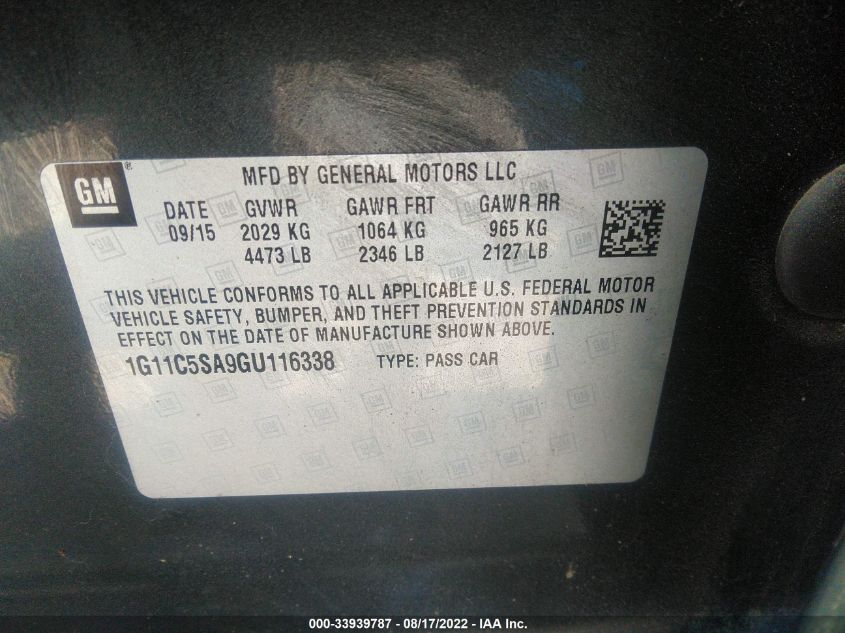 GM
MFD BY GENERAL MOTORS LLC
DATE GVWR GAWR FRT GAWR RR
09/15 2029 KG 1064 KG 965 KG
4473 LB 2346 LB 2127 LB
THIS VEHICLE CONFORMS TO ALL APPLICABLE U.S. FEDERAL MOTOR
VEHICLE SAFETY, BUMPER, AND THEFT PREVENTION STANDARDS IN
EFFECT ON THE DATE OF MANUFACTURE SHOWN ABOVE.
1G11C5SA9GU116338 TYPE: PASS CAR
000-33939787 - 08/17/2022 - IAA Inc.